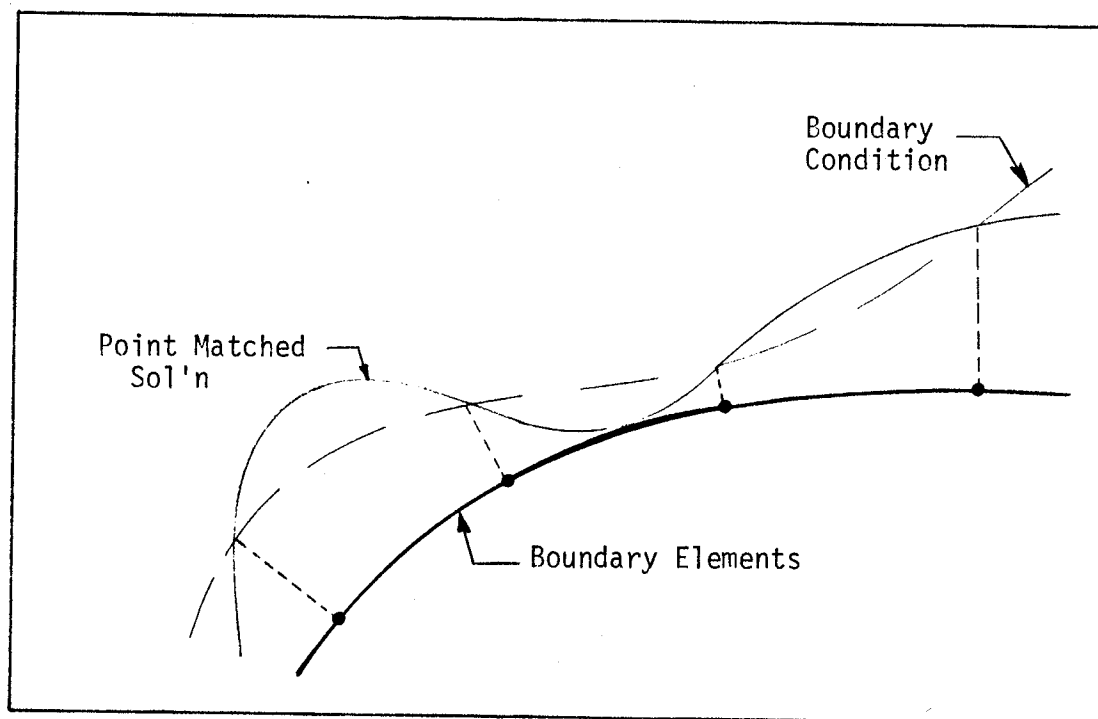 Boundary
Condition
Point Matched
Sol'n
Boundary Elements